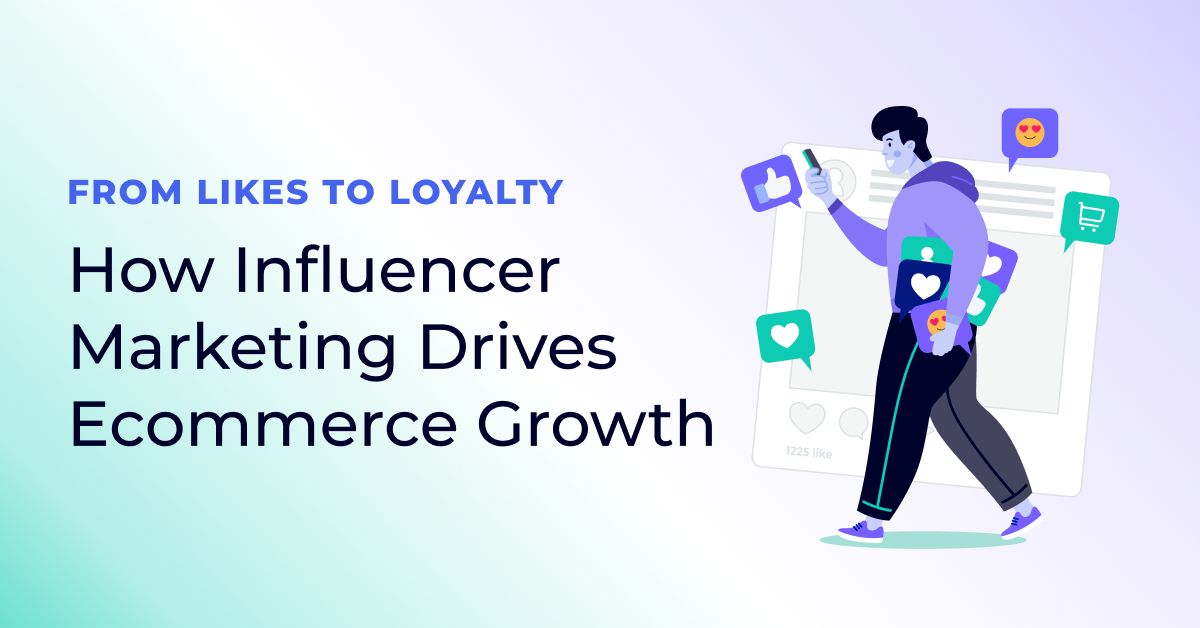 FROM LIKES TO LOYALTY
How Influencer
Marketing Drives
Ecommerce Growth
1225 like